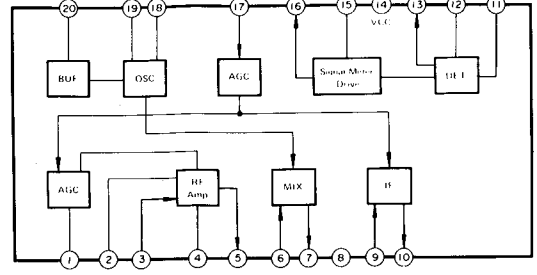 20 19 18 17 16 15 14 13 12 11
VCC
BUF OSC AGC Signal Meter DET
Drive
AGC RF MIX IF
Amp
1 2 3 4 5 6 7 8 9 10